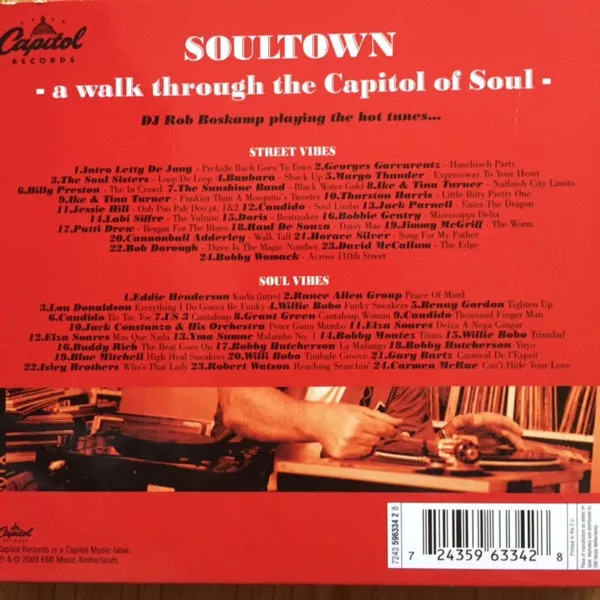 Capitol
RECORDS
SOULTOWN
- a walk through the Capitol of Soul -
DJ Rob Boskamp playing the hot tunes...
STREET VIBES
1.Intro Letty De Jong - Prelude Bach Goes To Town 2.Georges Garvarentz - Haschisch Party
3.The Soul Sisters - Loop De Loop 4.Banbara - Shack Up 5.Margo Thunder - Expressway To Your Heart
6.Billy Preston - The In Crowd 7.The Sunshine Band - Black Water Gold 8.Ike & Tina Turner - Nutbush City Limits
9.Ike & Tina Turner - Funkier Than A Mosquito's Tweeter 10.Thurston Harris - Little Bitty Pretty One
11.Jessie Hill - Ooh Poo Pah Doo pt. 1&2 12.Candido - Soul Limbo 13.Jack Parnell - Enter The Dragon
14.Labi Siffre - The Vulture 15.Doris - Beatmaker 16.Bobbie Gentry - Mississippi Delta
17.Patti Drew - Beggar For The Blues 18.Raul De Souza - Daisy Mae 19.Jimmy McGriff - The Worm
20.Cannonball Adderley - Walk Tall 21.Horace Silver - Song For My Father
22.Bob Dorough - Three Is The Magic Number 23.David McCallum - The Edge
24.Bobby Womack - Across 110th Street
SOUL VIBES
1.Eddie Henderson Kudu (intro) 2.Rance Allen Group Peace Of Mind
3.Lou Donaldson Everything I Do Gonna Be Funky 4.Willie Bobo Funky Sneakers 5.Benny Gordon Tighten Up
6.Candido Tic Tac Toe 7.US 3 Cantaloup 8.Grant Green Cantaloup Woman 9.Candido Thousand Finger Man
10.Jack Constanzo & His Orchestra Peter Gunn Mambo 11.Elza Soares Deixa A Nega Gingar
12.Elza Soares Mas Que Nada 13.Yma Sumac Malambo No. 1 14.Bobby Montez Titoro 15.Willie Bobo Trinidad
16.Buddy Rich The Beat Goes On 17.Bobby Hutcherson La Malunga 18.Bobby Hutcherson Yuyo
19.Blue Mitchell High Heal Sneakers 20.Willi Bobo Timbale Groove 21.Gary Bartz Carneval De l'Esprit
22.Isley Brothers Who's That Lady 23.Robert Watson Reaching Searchin' 24.Carmen McRae Can't Hide Your Love
Capitol
Capitol Records is a Capitol Music label.
& © 2003 EMI Music Netherlands.
7243 596334 2 8
7 24359 63342 8
Printed in the E.U.